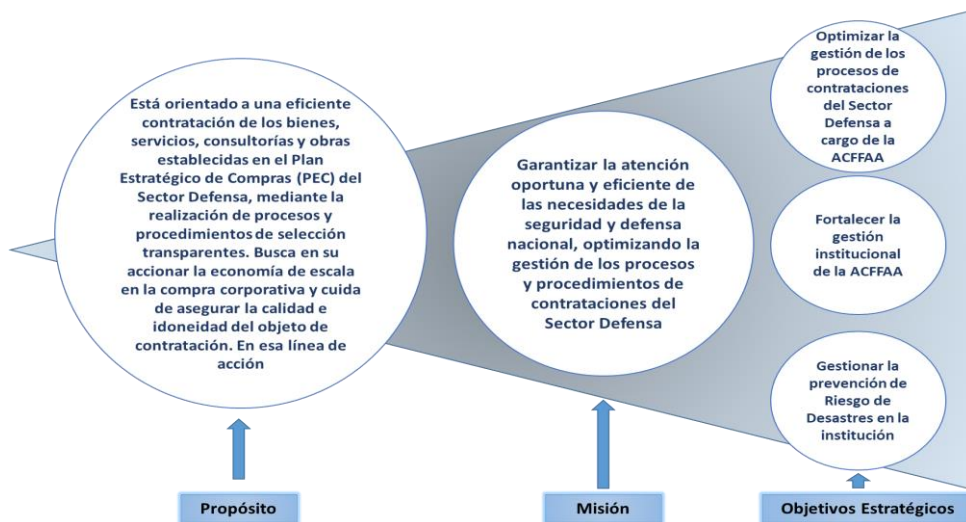 Está orientado a una eficiente
contratación de los bienes,
servicios, consultorías y obras
establecidas en el Plan
Estratégico de Compras (PEC) del
Sector Defensa, mediante la
realización de procesos y
procedimientos de selección
transparentes. Busca en su
accionar la economía de escala
en la compra corporativa y cuida
de asegurar la calidad e
idoneidad del objeto de
contratación. En esa línea de
acción
Propósito
Garantizar la atención
oportuna y eficiente de
las necesidades de la
seguridad y defensa
nacional, optimizando la
gestión de los procesos
y procedimientos de
contrataciones del
Sector Defensa
Misión
Optimizar la
gestión de los
procesos de
contrataciones
del Sector
Defensa a
cargo de la
ACFFAA
Fortalecer la
gestión
institucional
de la ACFFAA
Gestionar la
prevención de
Riesgo de
Desastres en la
institución
Objetivos Estratégicos